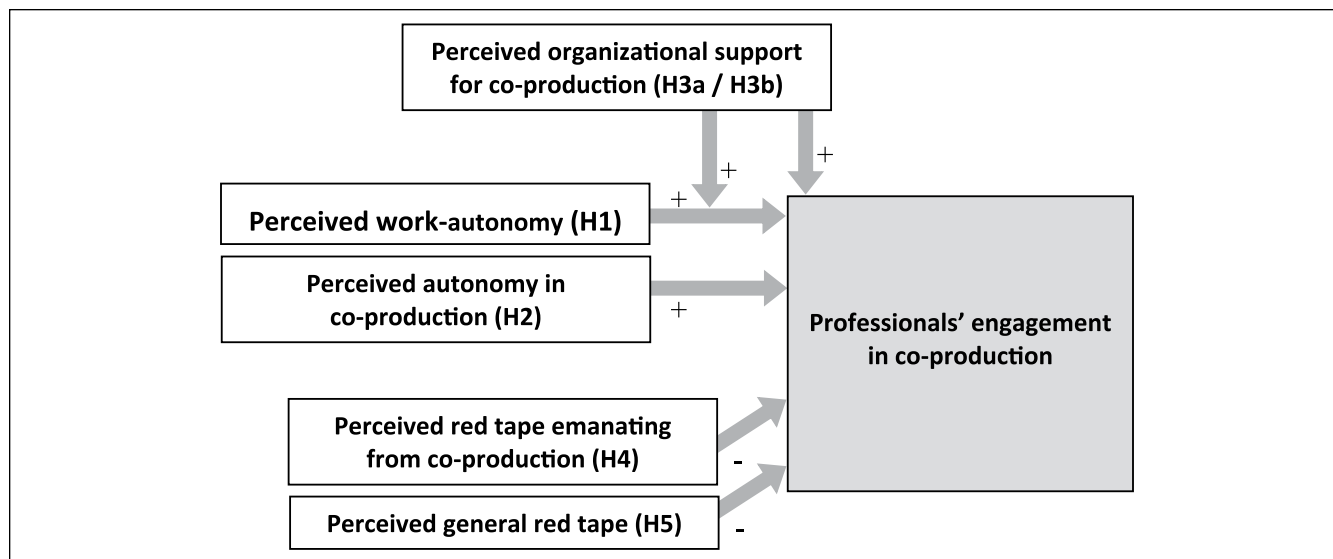 Perceived organizational support
for co-production (H3a / H3b)
+
+
+
Perceived work-autonomy (H1)
Perceived autonomy in
co-production (H2)
+
Professionals’ engagement
in co-production
Perceived red tape emanating
from co-production (H4)
-
Perceived general red tape (H5)
-